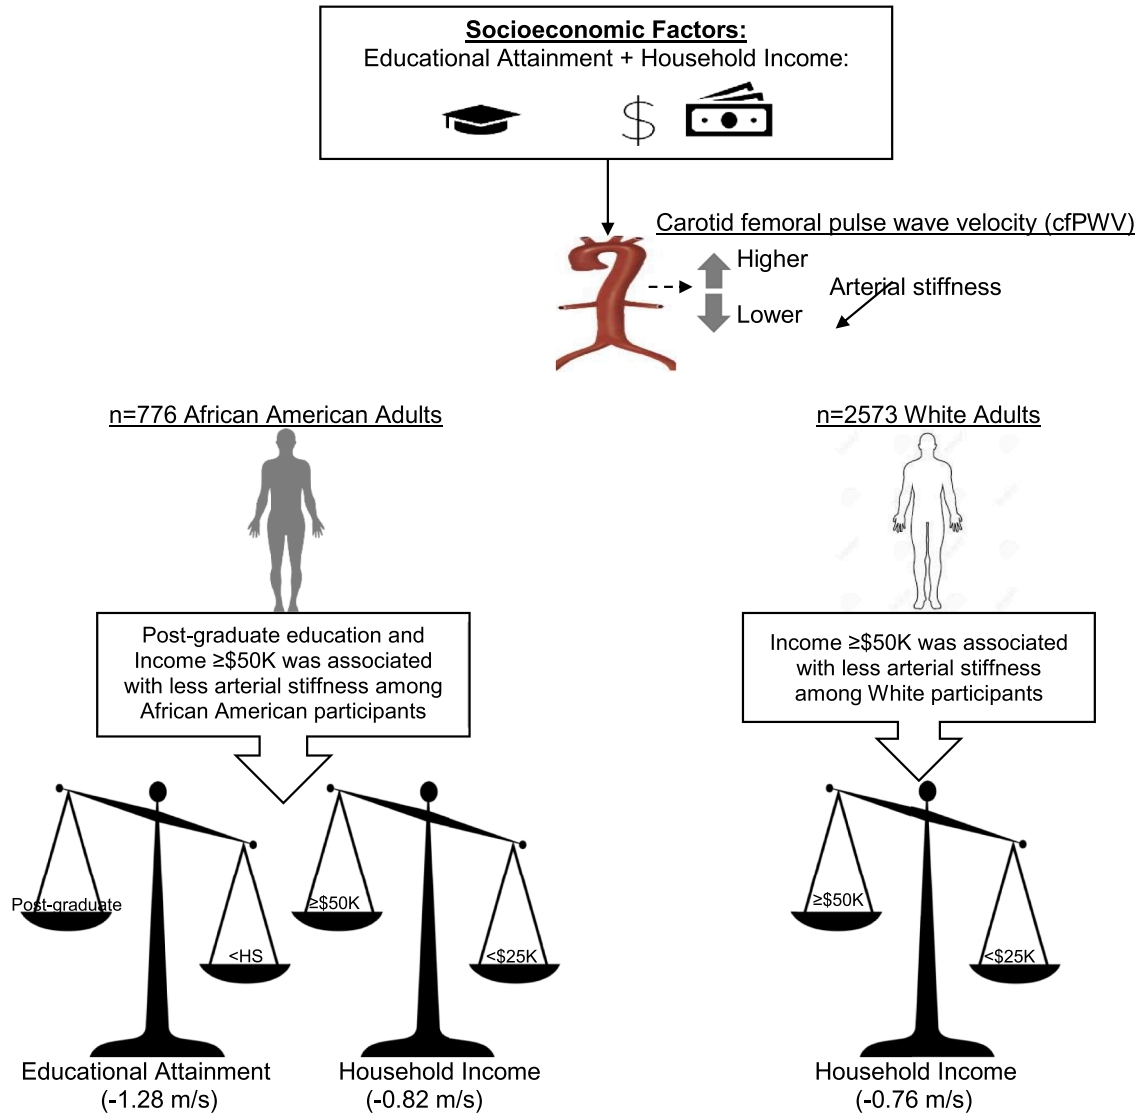 Socioeconomic Factors:
Educational Attainment + Household Income:
$
Carotid femoral pulse wave velocity (cfPWV)
Higher
Arterial stiffness
Lower
n=776 African American Adults
n=2573 White Adults
Post-graduate education and
Income ≥$50K was associated
with less arterial stiffness among
African American participants
Income ≥$50K was associated
with less arterial stiffness
among White participants
Post-graduate
<HS
≥$50K
<$25K
≥$50K
<$25K
Educational Attainment
(-1.28 m/s)
Household Income
(-0.82 m/s)
Household Income
(-0.76 m/s)